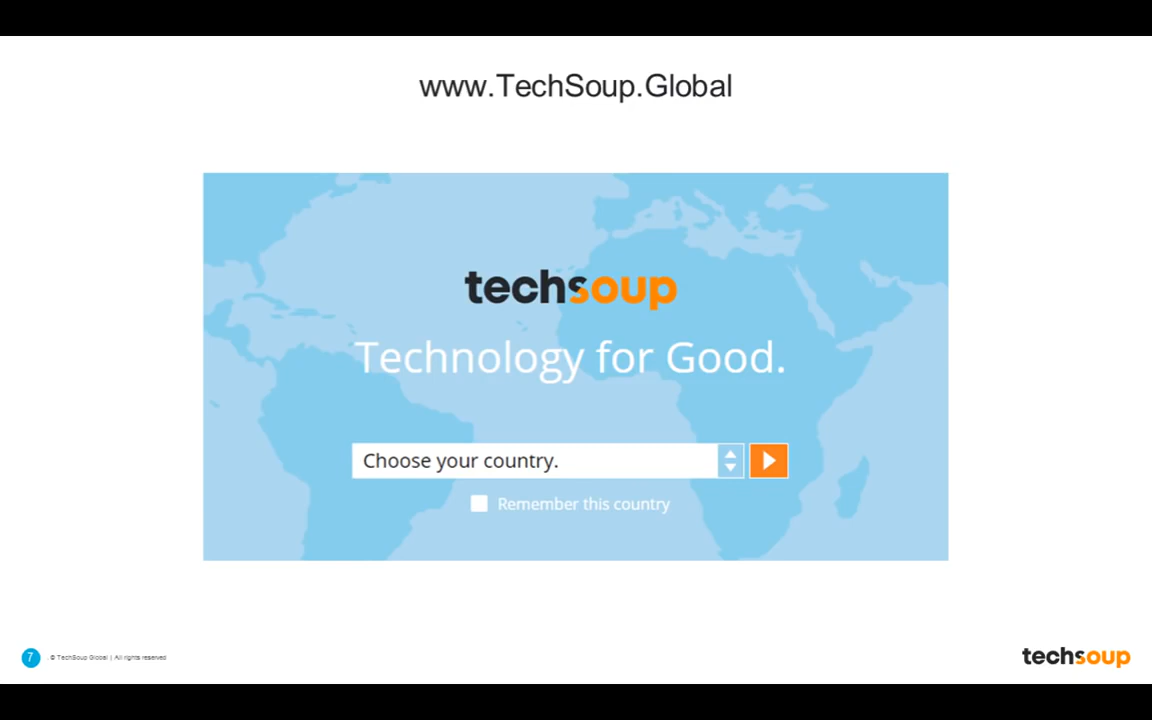 www.TechSoup.Global
techsoup
Technology for Good.
Choose your country.
Remember this country
7
© TechSoup Global | All rights reserved
techsoup